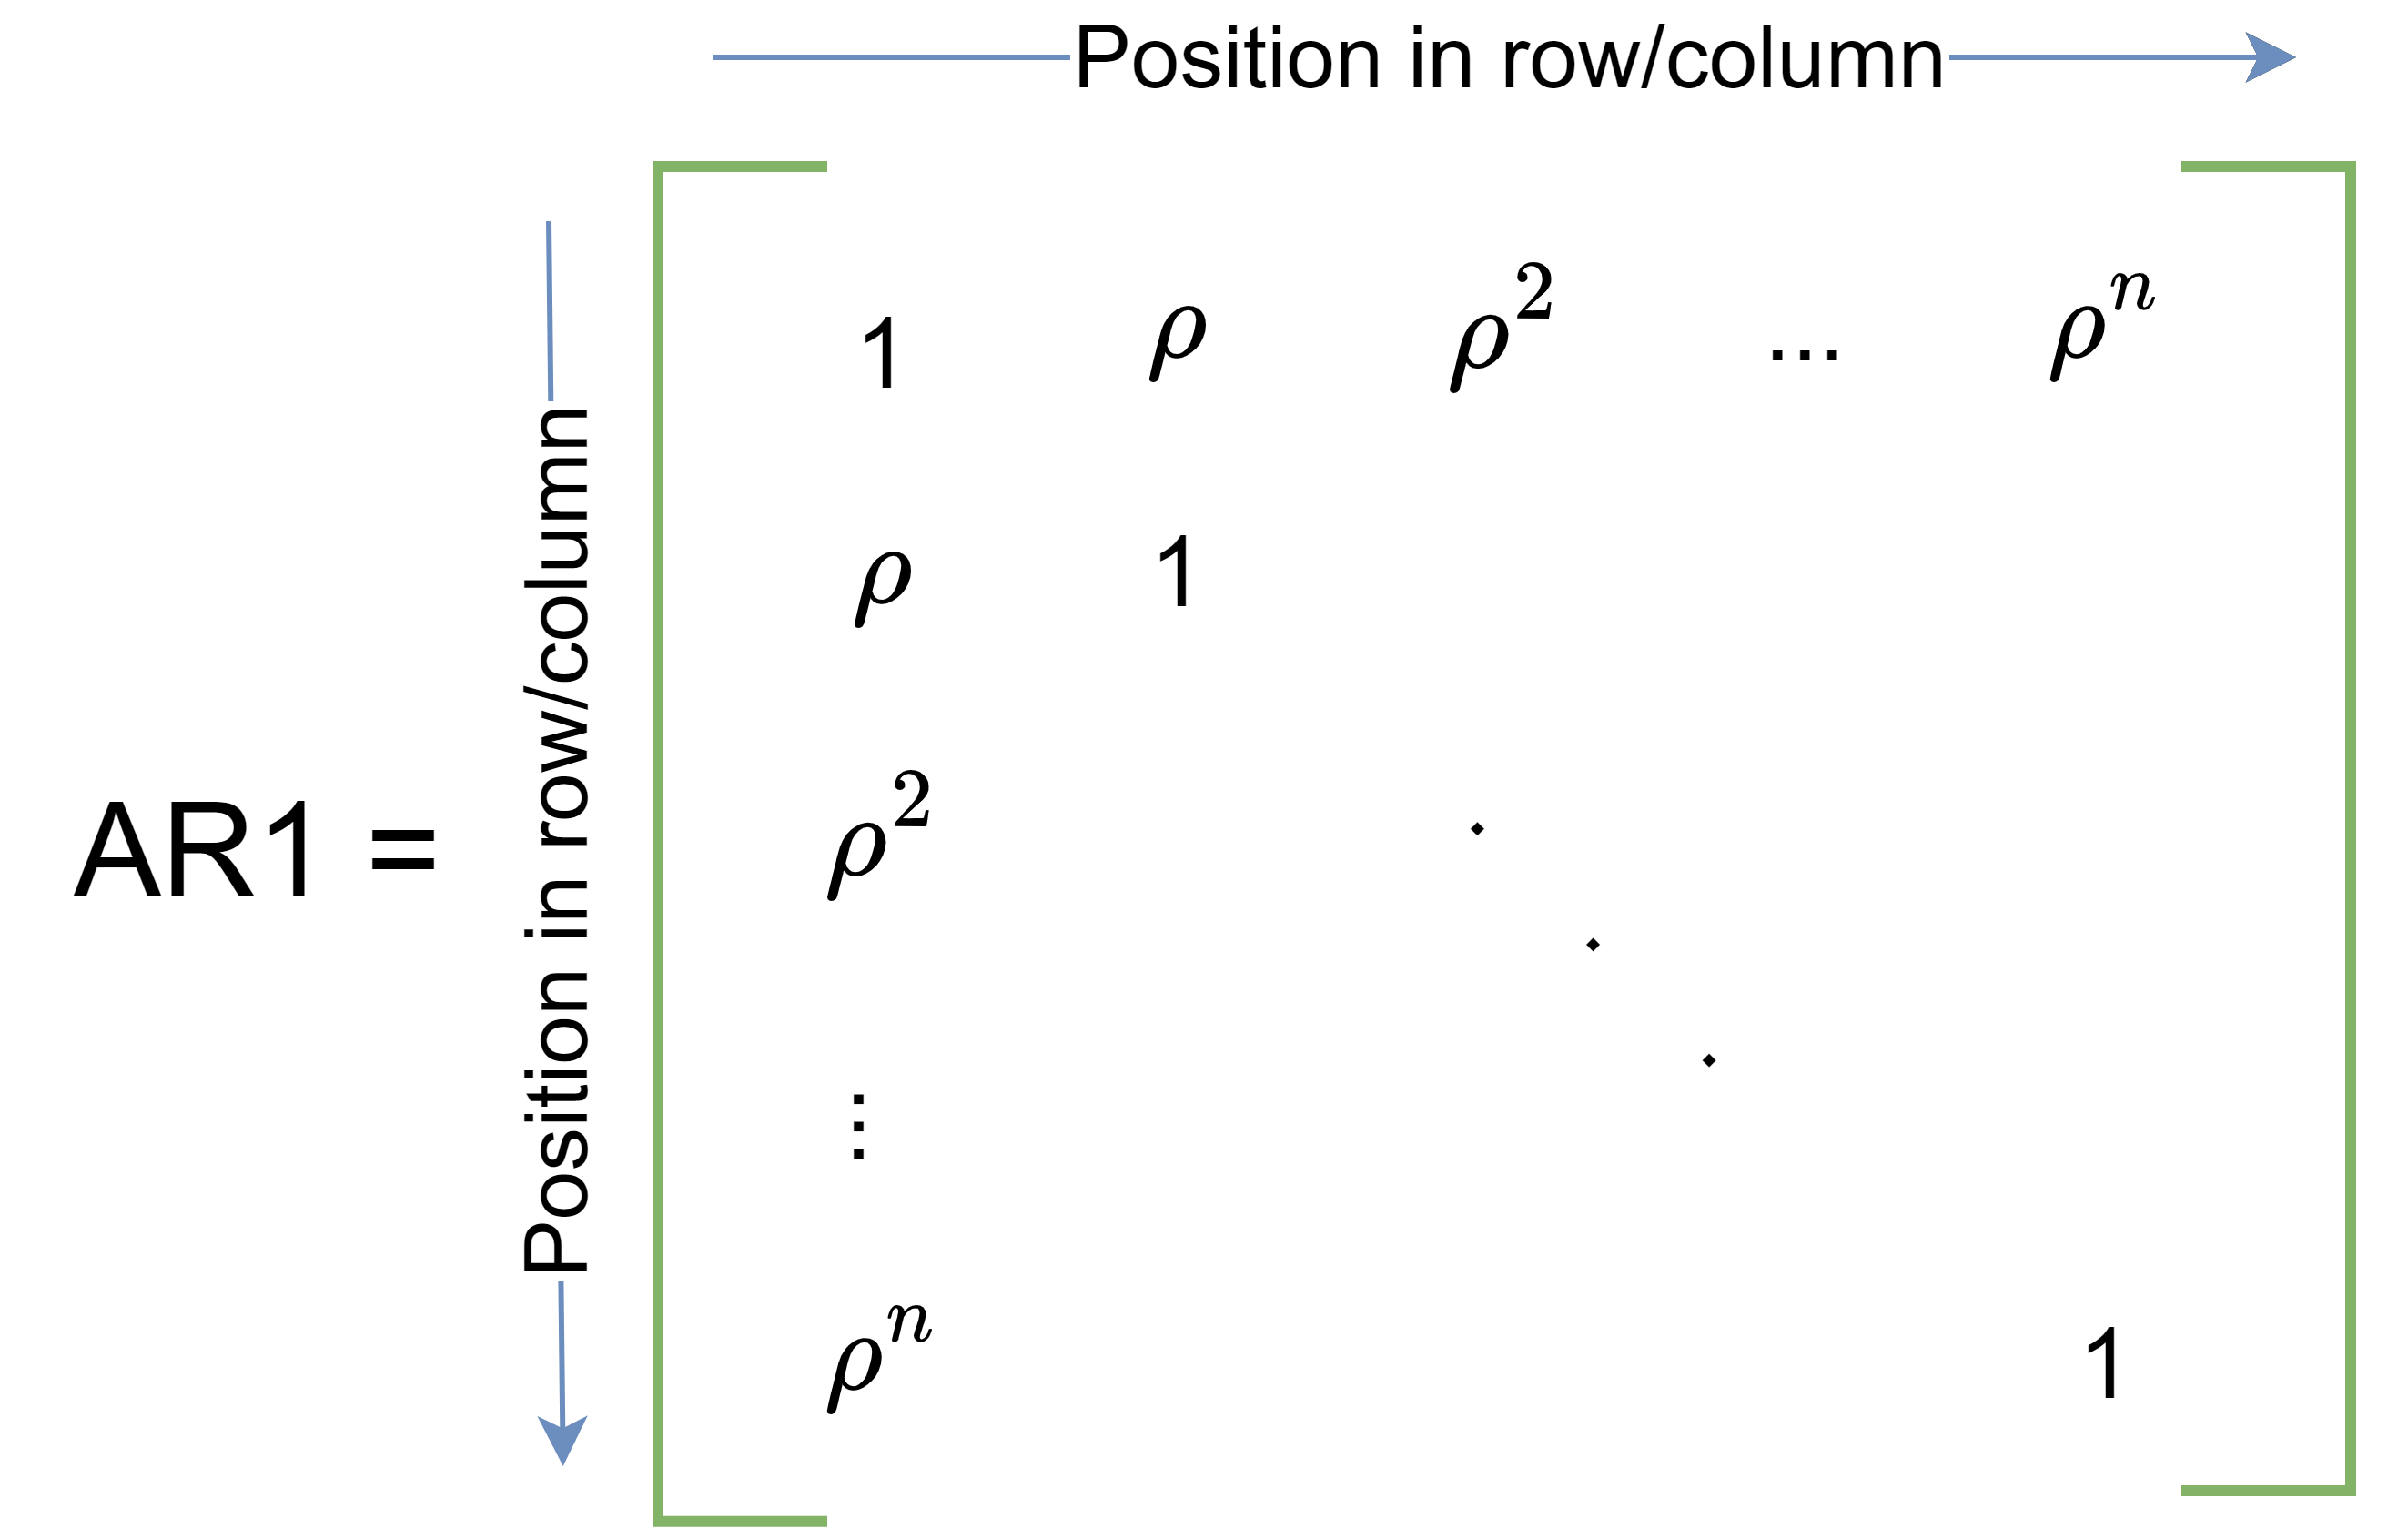 Position in row/column
1 ρ ρ² ... ρⁿ
ρ 1
AR1 = Position in row/column
ρ²
...
ρⁿ 1